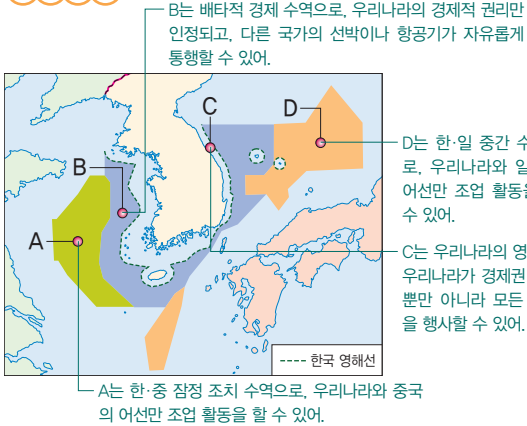 B는 배타적 경제 수역으로, 우리나라의 경제적 권리만
인정되고, 다른 국가의 선박이나 항공기가 자유롭게
통행할 수 있어.
C
D
B
A
D는 한·일 중간 수
로, 우리나라와 일
어선만 조업 활동을
수 있어.
C는 우리나라의 영
우리나라가 경제권
뿐만 아니라 모든
을 행사할 수 있어.
한국 영해선
A는 한·중 잠정 조치 수역으로, 우리나라와 중국
의 어선만 조업 활동을 할 수 있어.